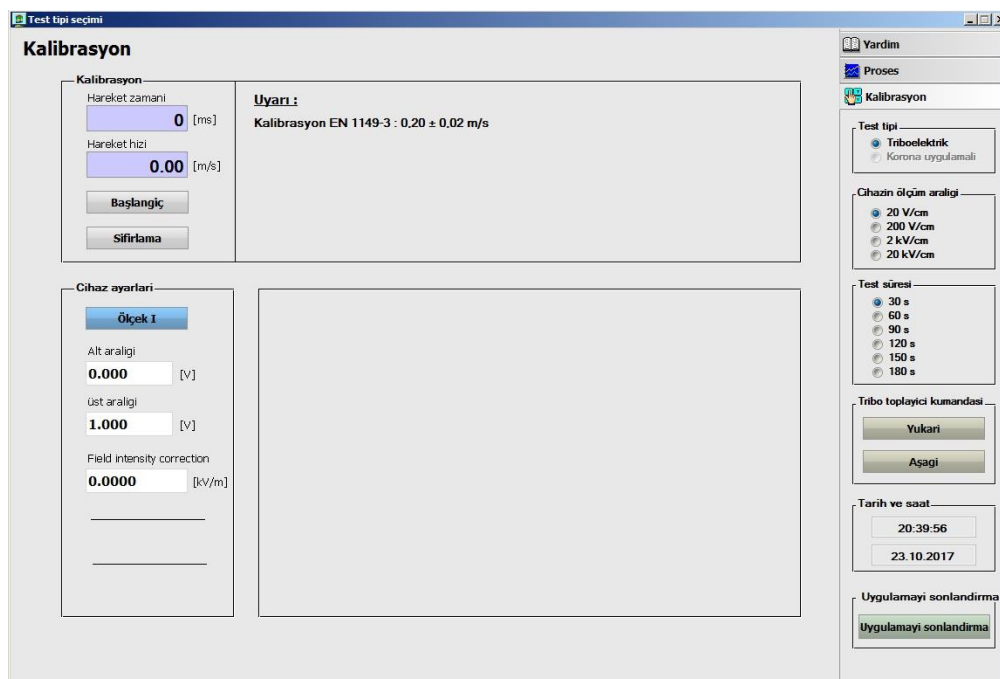 Test tipi seçimi
Kalibrasyon
Kalibrasyon
Hareket zamani
0 [ms]
Hareket hizi
0.00 [m/s]
Başlangiç
Sifirlama
Uyarı :
Kalibrasyon EN 1149-3 : 0,20 ± 0,02 m/s
Cihaz ayarlari
Ölçek I
Alt araligi
0.000 [V]
üst araligi
1.000 [V]
Field intensity correction
0.0000 [kV/m]
Yardim
Proses
Kalibrasyon
Test tipi
Triboelektrik
Korona uygulamali
Cihazin ölçüm araligi
20 V/cm
200 V/cm
2 kV/cm
20 kV/cm
Test süresi
30 s
60 s
90 s
120 s
150 s
180 s
Tribo toplayici kumandasi
Yukari
Aşagi
Tarih ve saat
20:39:56
23.10.2017
Uygulamayi sonlandirma
Uygulamayi sonlandirma